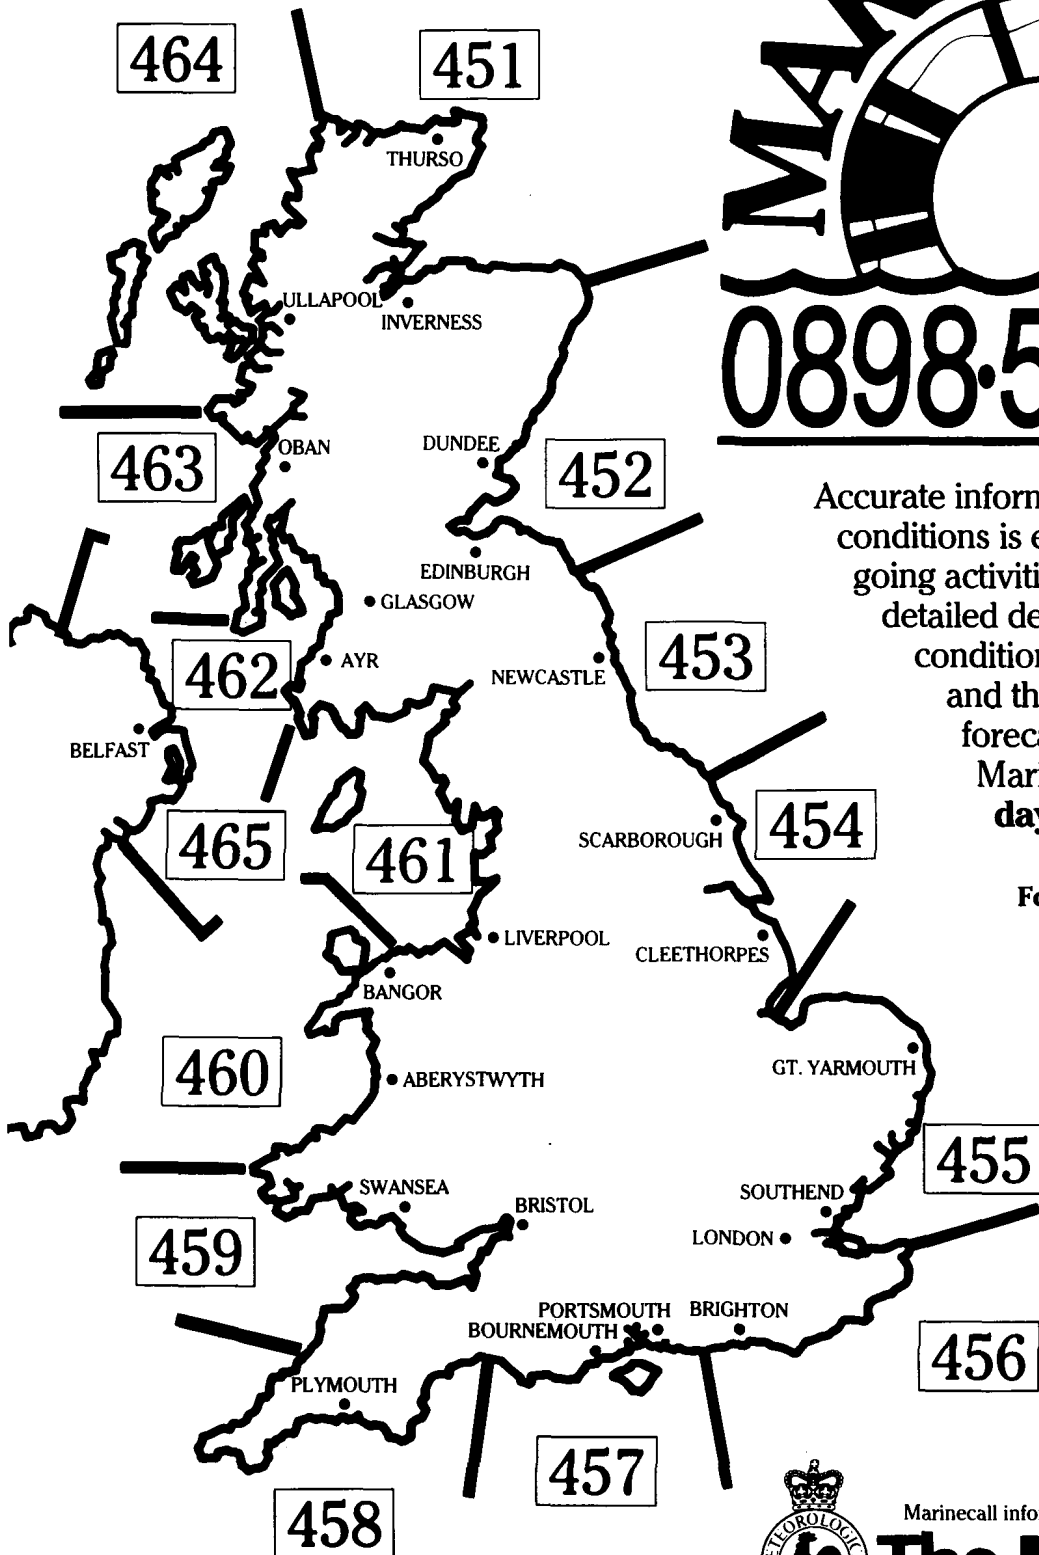 464
451
THURSO
ULLAPOOL
INVERNESS
0898·5
463
OBAN
DUNDEE
452
Accurate inform
conditions is e
going activiti
detailed de
condition
and th
foreca
Mari
day
EDINBURGH
GLASGOW
462
AYR
NEWCASTLE
453
BELFAST
465
461
SCARBOROUGH
454
Fo
LIVERPOOL
CLEETHORPES
BANGOR
460
ABERYSTWYTH
GT. YARMOUTH
455
SWANSEA
BRISTOL
SOUTHEND
LONDON
459
PORTSMOUTH
BRIGHTON
BOURNEMOUTH
456
PLYMOUTH
457
458
Marinecall info
The